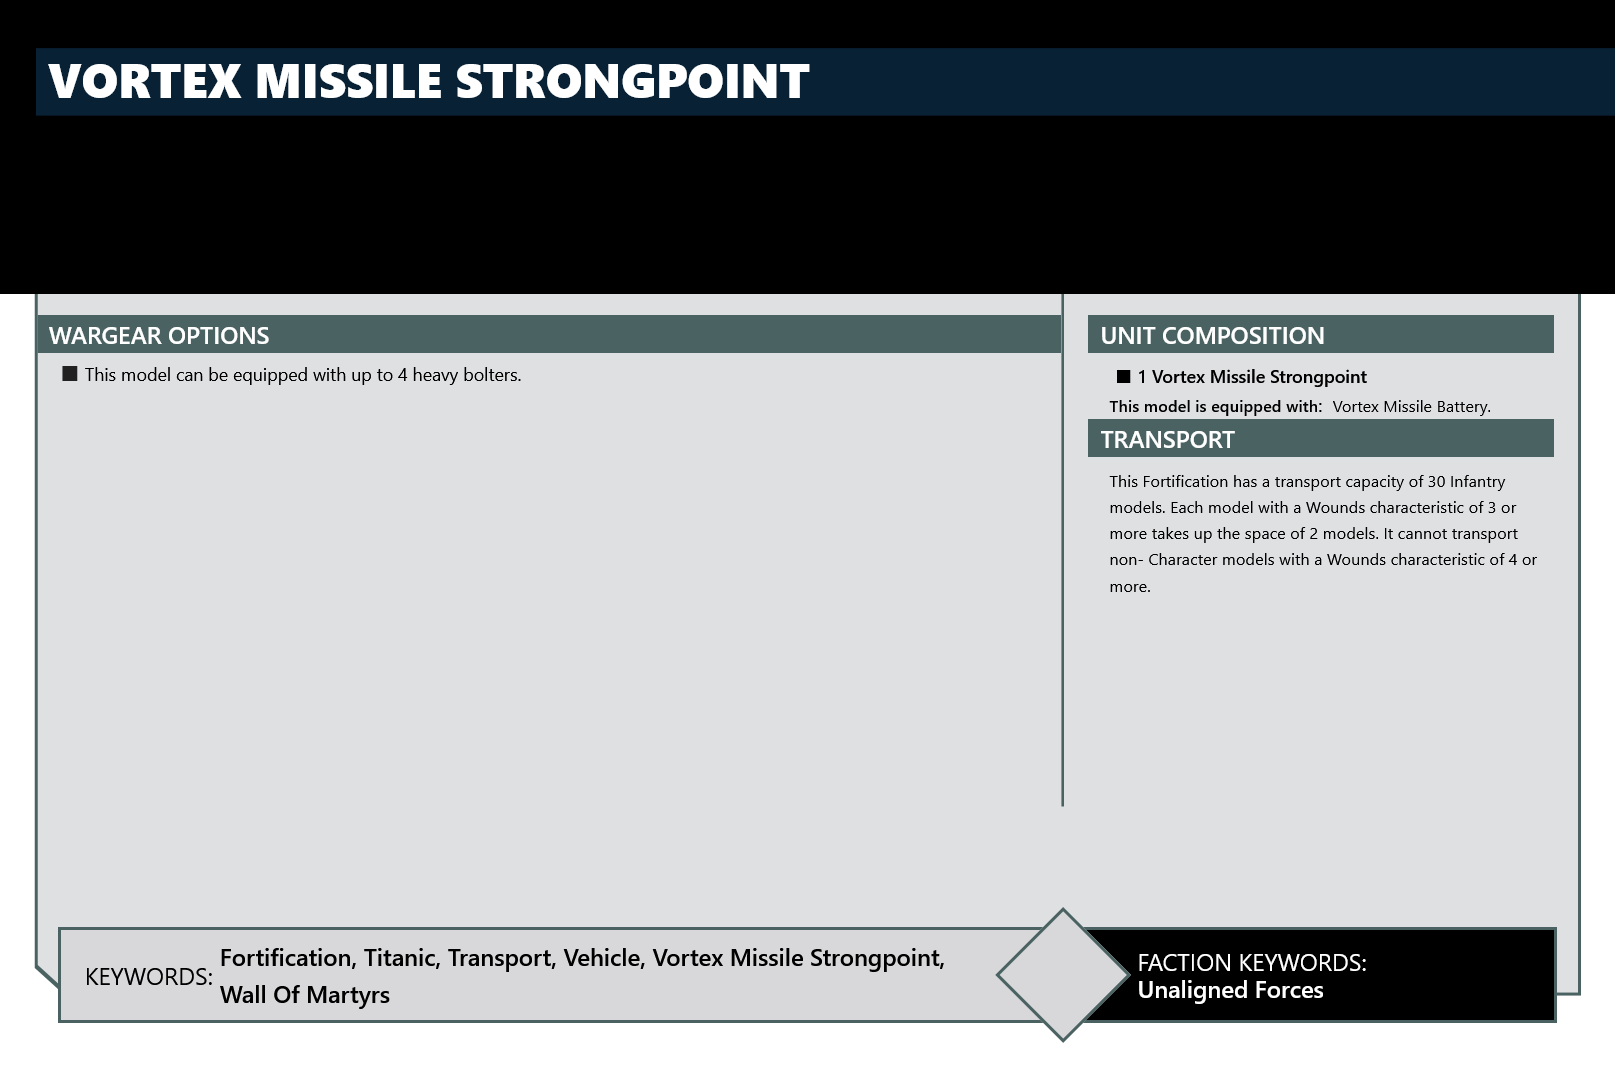 VORTEX MISSILE STRONGPOINT
WARGEAR OPTIONS
■ This model can be equipped with up to 4 heavy bolters.
UNIT COMPOSITION
■ 1 Vortex Missile Strongpoint
This model is equipped with: Vortex Missile Battery.
TRANSPORT
This Fortification has a transport capacity of 30 Infantry
models. Each model with a Wounds characteristic of 3 or
more takes up the space of 2 models. It cannot transport
non- Character models with a Wounds characteristic of 4 or
more.
KEYWORDS: Fortification, Titanic, Transport, Vehicle, Vortex Missile Strongpoint,
Wall Of Martyrs
FACTION KEYWORDS:
Unaligned Forces